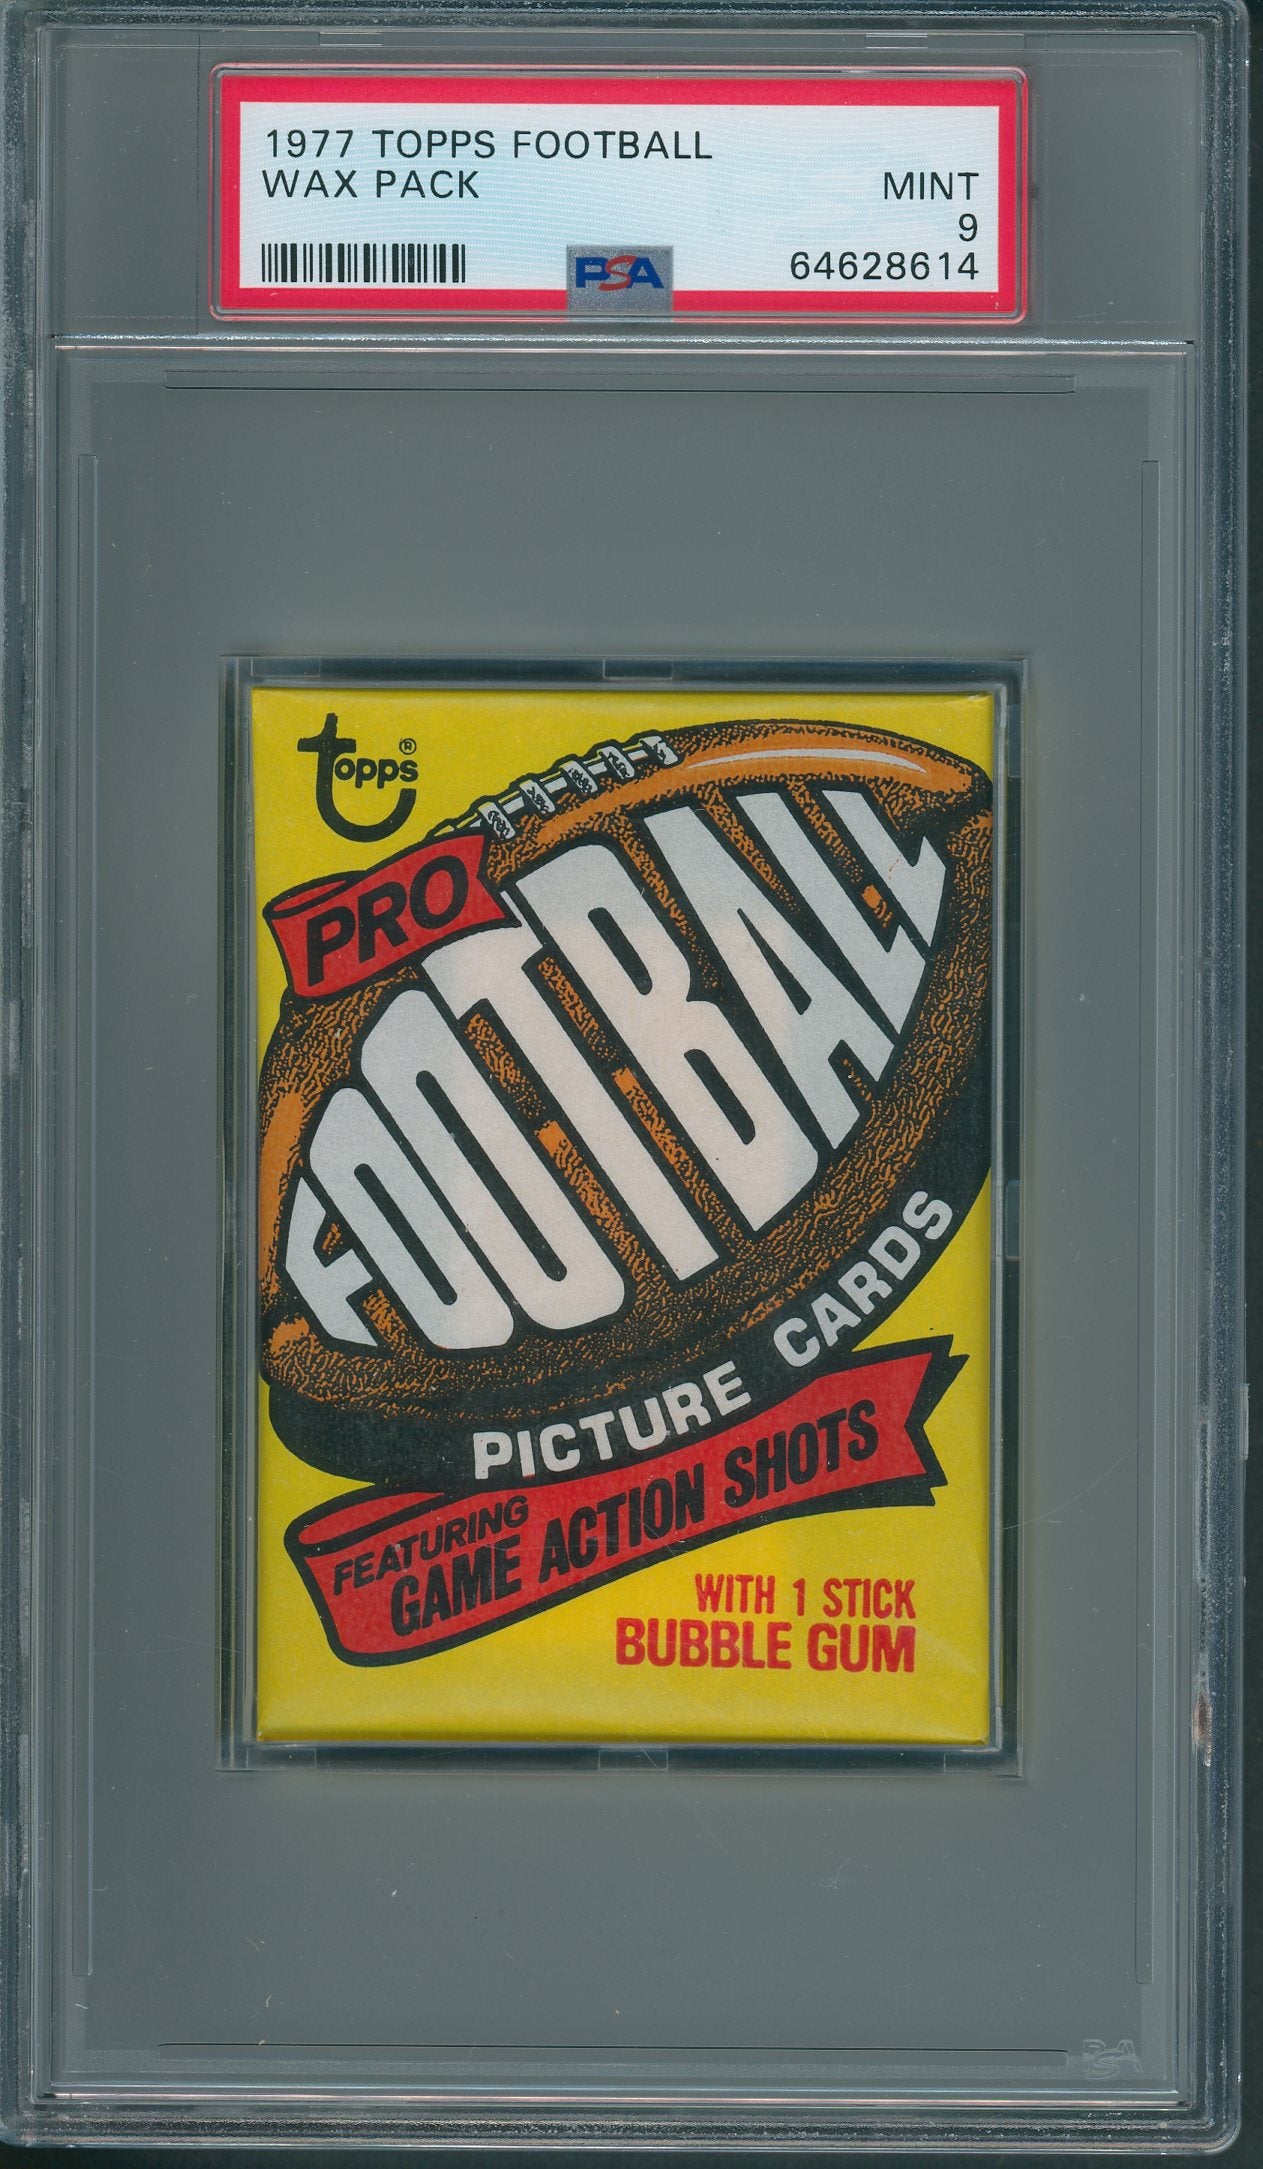 1977 TOPPS FOOTBALL
WAX PACK
MINT
9
PSA
64628614
topps®
PRO
FOOTBALL
PICTURE CARDS
FEATURING
GAME ACTION SHOTS
WITH 1 STICK
BUBBLE GUM
PSA